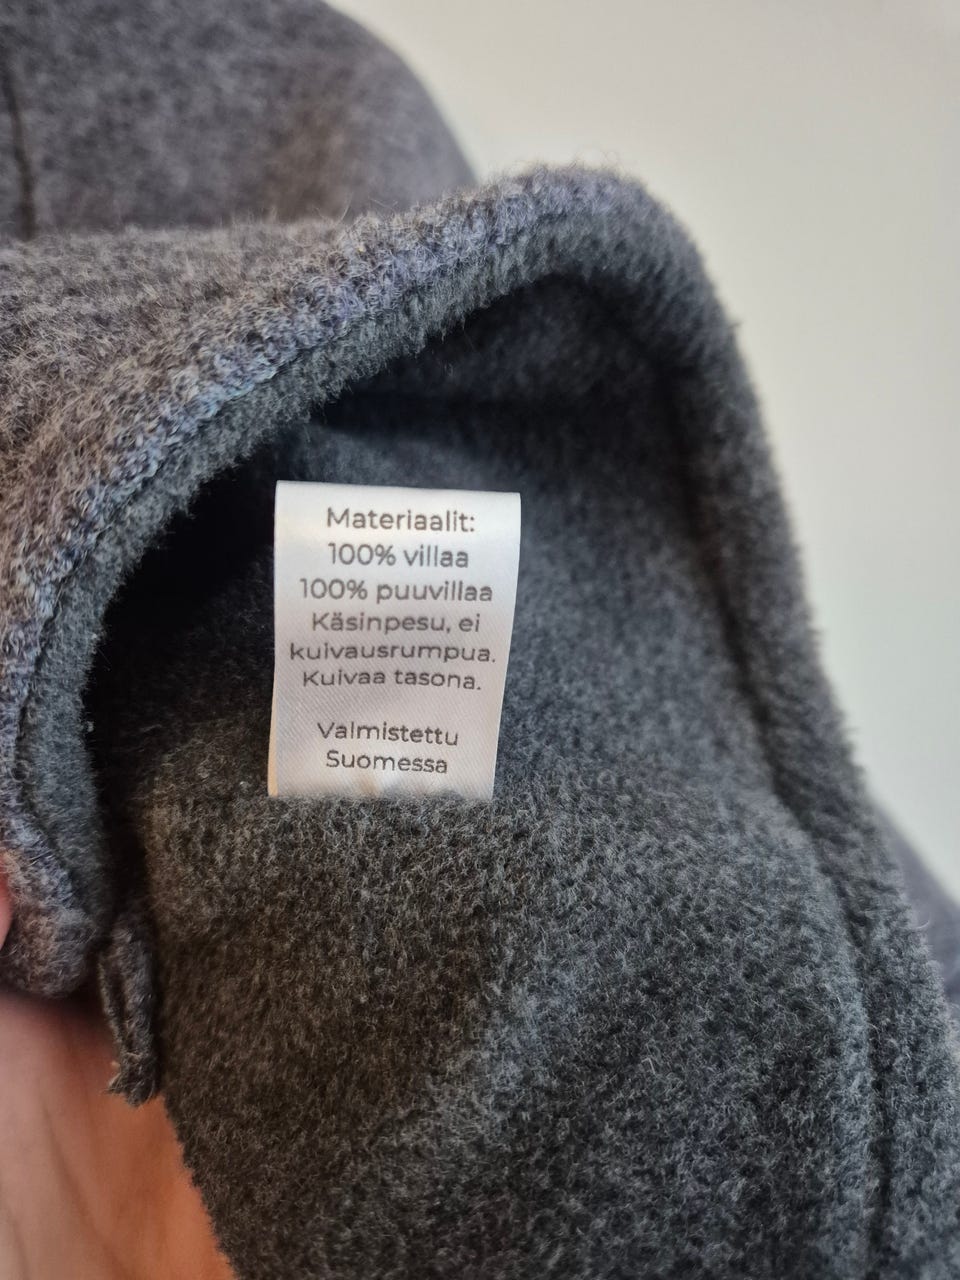 Materiaalit:
100% villaa
100% puuvillaa
Käsinpesu, ei
kuivausrumpua.
Kuivaa tasona.
Valmistettu
Suomessa